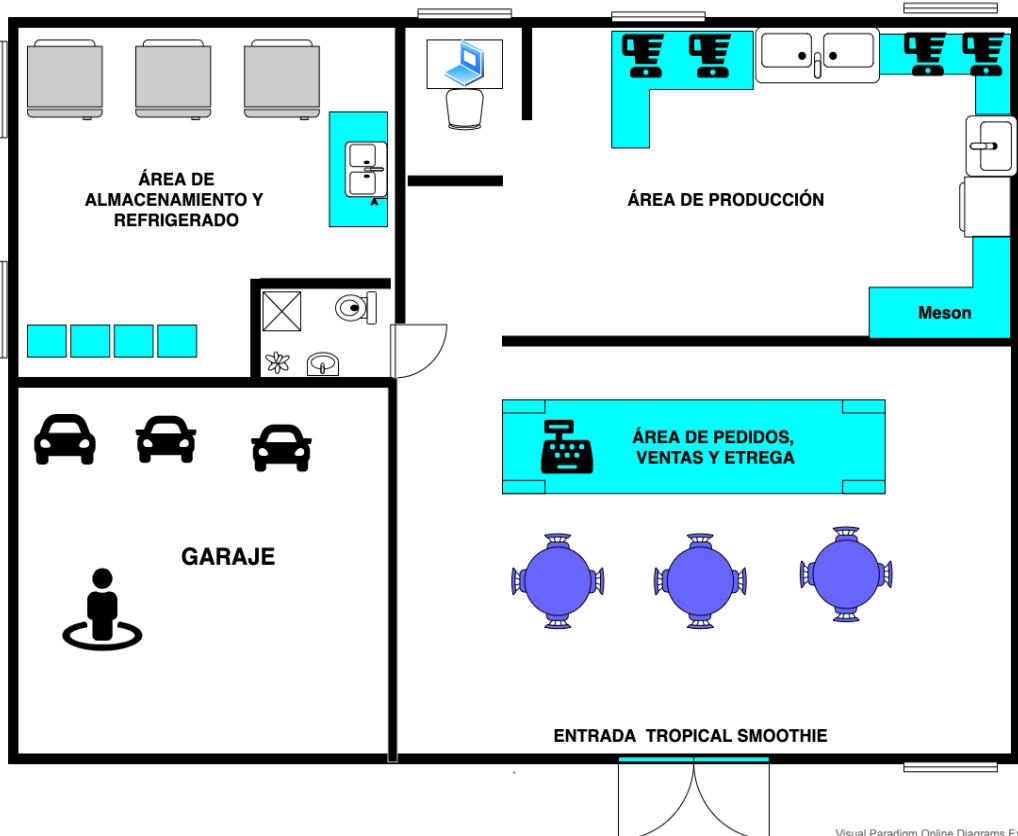 ÁREA DE
ALMACENAMIENTO Y
REFRIGERADO
ÁREA DE PRODUCCIÓN
Meson
ÁREA DE PEDIDOS,
VENTAS Y ETREGA
GARAJE
ENTRADA TROPICAL SMOOTHIE
Visual Paradigm Online Diagrams